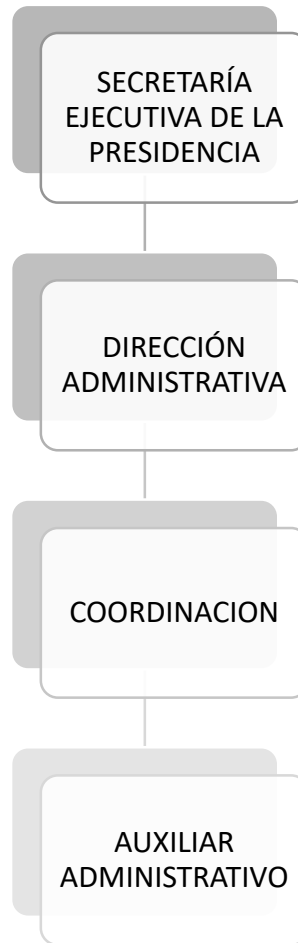 SECRETARÍA
EJECUTIVA DE LA
PRESIDENCIA
DIRECCIÓN
ADMINISTRATIVA
COORDINACION
AUXILIAR
ADMINISTRATIVO